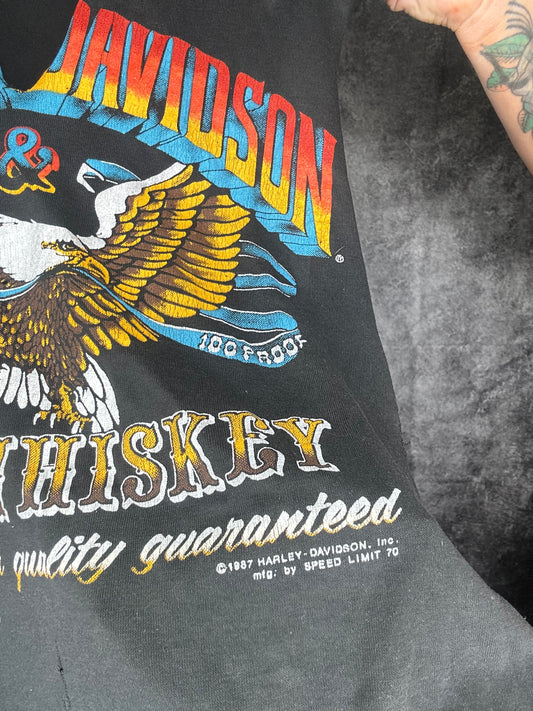 DAVIDSON
&
®
100 PROOF
WHISKEY
quality guaranteed
©1987 HARLEY-DAVIDSON, Inc.
mfg. by SPEED LIMIT 70